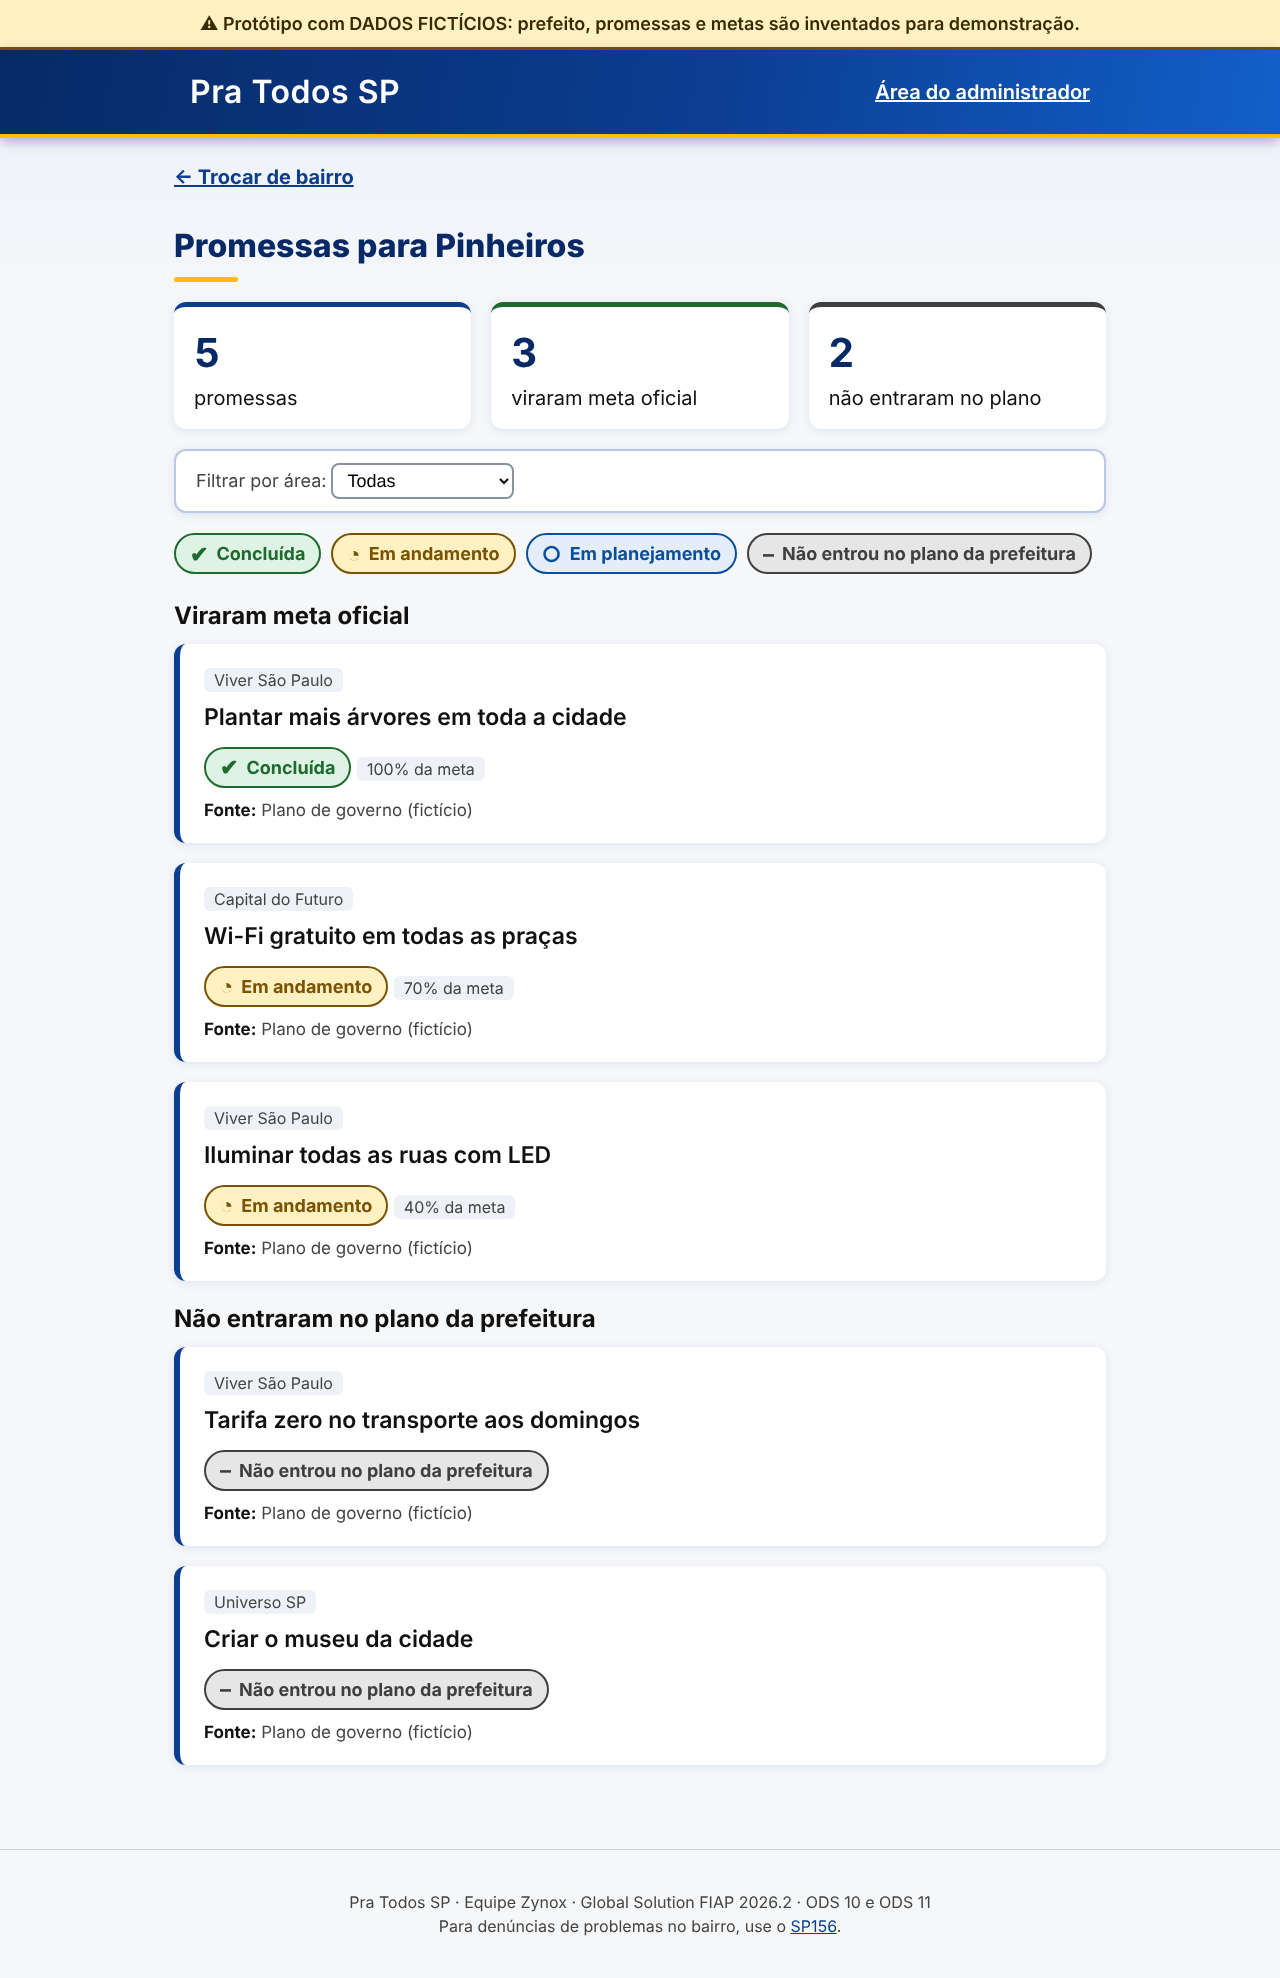 ⚠ Protótipo com DADOS FICTÍCIOS: prefeito, promessas e metas são inventados para demonstração.
Pra Todos SP
Área do administrador
← Trocar de bairro
Promessas para Pinheiros
5
promessas
3
viraram meta oficial
2
não entraram no plano
Filtrar por área: Todas
✔ Concluída
◔ Em andamento
○ Em planejamento
– Não entrou no plano da prefeitura
Viraram meta oficial
Viver São Paulo
Plantar mais árvores em toda a cidade
✔ Concluída 100% da meta
Fonte: Plano de governo (fictício)
Capital do Futuro
Wi-Fi gratuito em todas as praças
◔ Em andamento 70% da meta
Fonte: Plano de governo (fictício)
Viver São Paulo
Iluminar todas as ruas com LED
◔ Em andamento 40% da meta
Fonte: Plano de governo (fictício)
Não entraram no plano da prefeitura
Viver São Paulo
Tarifa zero no transporte aos domingos
– Não entrou no plano da prefeitura
Fonte: Plano de governo (fictício)
Universo SP
Criar o museu da cidade
– Não entrou no plano da prefeitura
Fonte: Plano de governo (fictício)
Pra Todos SP · Equipe Zynox · Global Solution FIAP 2026.2 · ODS 10 e ODS 11
Para denúncias de problemas no bairro, use o SP156.